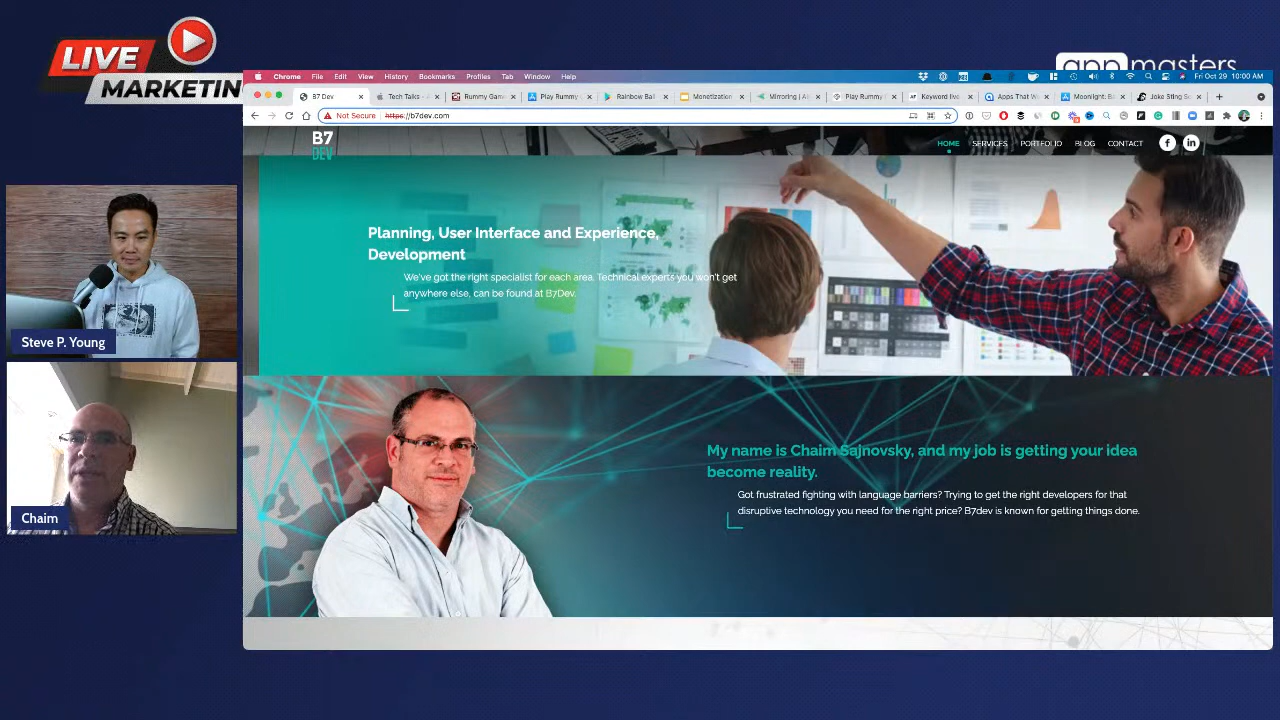 LIVE
MARKETIN
app masters
Chrome File Edit View History Bookmarks Profiles Tab Window Help
Fri Oct 29 10:00 AM
B7 Dev
Tech Talks -
Rummy Gam
Play Rummy
Rainbow Bal
Monetization
Mirroring | Al
Play Rummy
Keyword live
Apps That W
Moonlight: B
Joke Sting S
Not Secure https://b7dev.com
B7
DEV
HOME SERVICES PORTFOLIO BLOG CONTACT
Planning, User Interface and Experience,
Development
We've got the right specialist for each area. Technical experts you won't get
anywhere else, can be found at B7Dev.
Steve P. Young
My name is Chaim Sajnovsky, and my job is getting your idea
become reality.
Got frustrated fighting with language barriers? Trying to get the right developers for that
disruptive technology you need for the right price? B7dev is known for getting things done.
Chaim